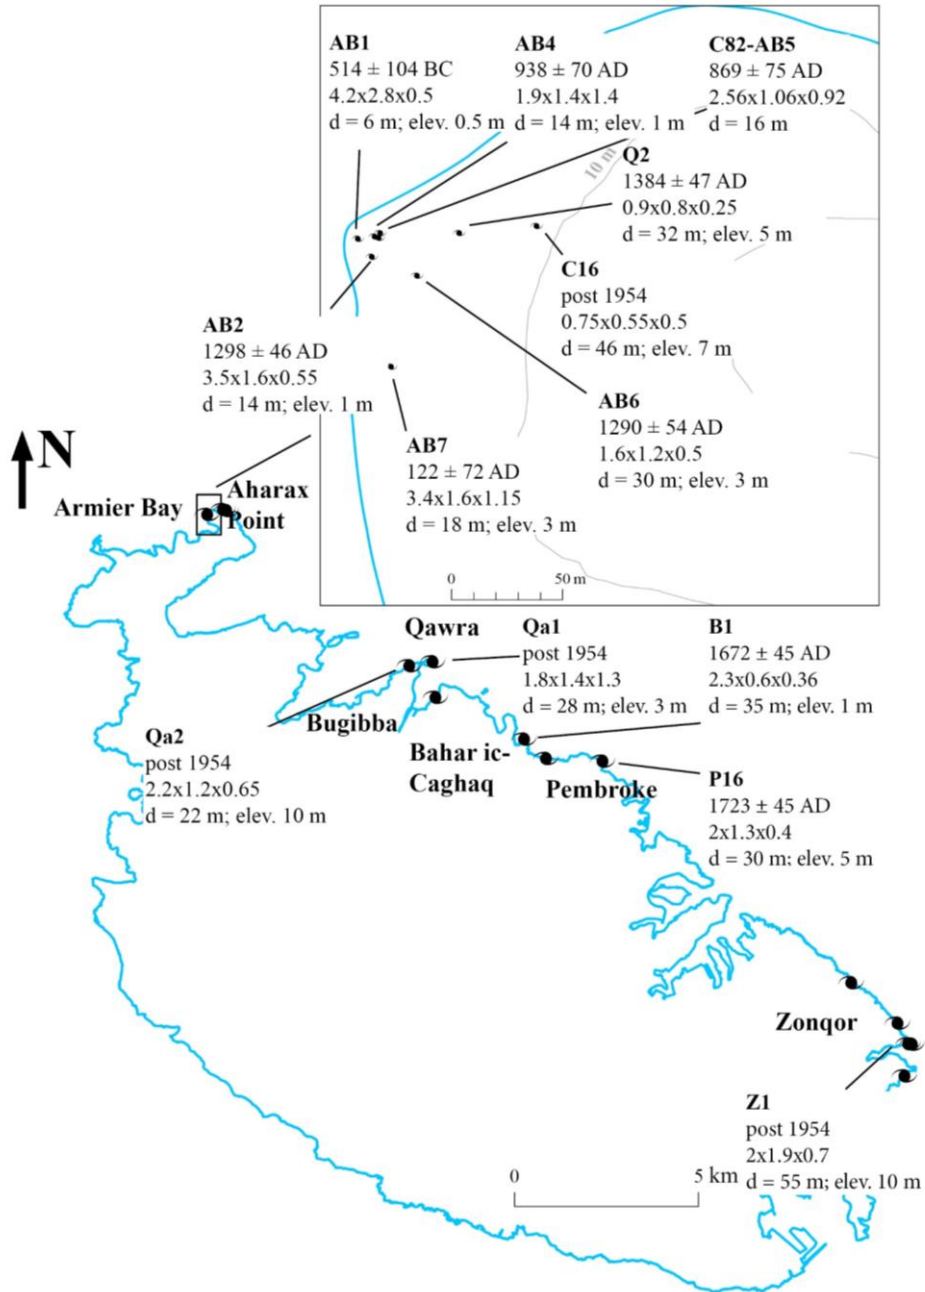 AB1
514 ± 104 BC
4.2x2.8x0.5
d = 6 m; elev. 0.5 m
AB4
938 ± 70 AD
1.9x1.4x1.4
d = 14 m; elev. 1 m
C82-AB5
869 ± 75 AD
2.56x1.06x0.92
d = 16 m
10 m
Q2
1384 ± 47 AD
0.9x0.8x0.25
d = 32 m; elev. 5 m
C16
post 1954
0.75x0.55x0.5
d = 46 m; elev. 7 m
AB2
1298 ± 46 AD
3.5x1.6x0.55
d = 14 m; elev. 1 m
AB6
1290 ± 54 AD
1.6x1.2x0.5
d = 30 m; elev. 3 m
AB7
122 ± 72 AD
3.4x1.6x1.15
d = 18 m; elev. 3 m
0 50 m
N
Armier Bay
Aharax
Point
Qawra
Qa1
post 1954
1.8x1.4x1.3
d = 28 m; elev. 3 m
B1
1672 ± 45 AD
2.3x0.6x0.36
d = 35 m; elev. 1 m
Bugibba
Qa2
post 1954
2.2x1.2x0.65
d = 22 m; elev. 10 m
Bahar ic-
Caghaq
Pembroke
P16
1723 ± 45 AD
2x1.3x0.4
d = 30 m; elev. 5 m
Zonqor
Z1
post 1954
2x1.9x0.7
d = 55 m; elev. 10 m
0 5 km